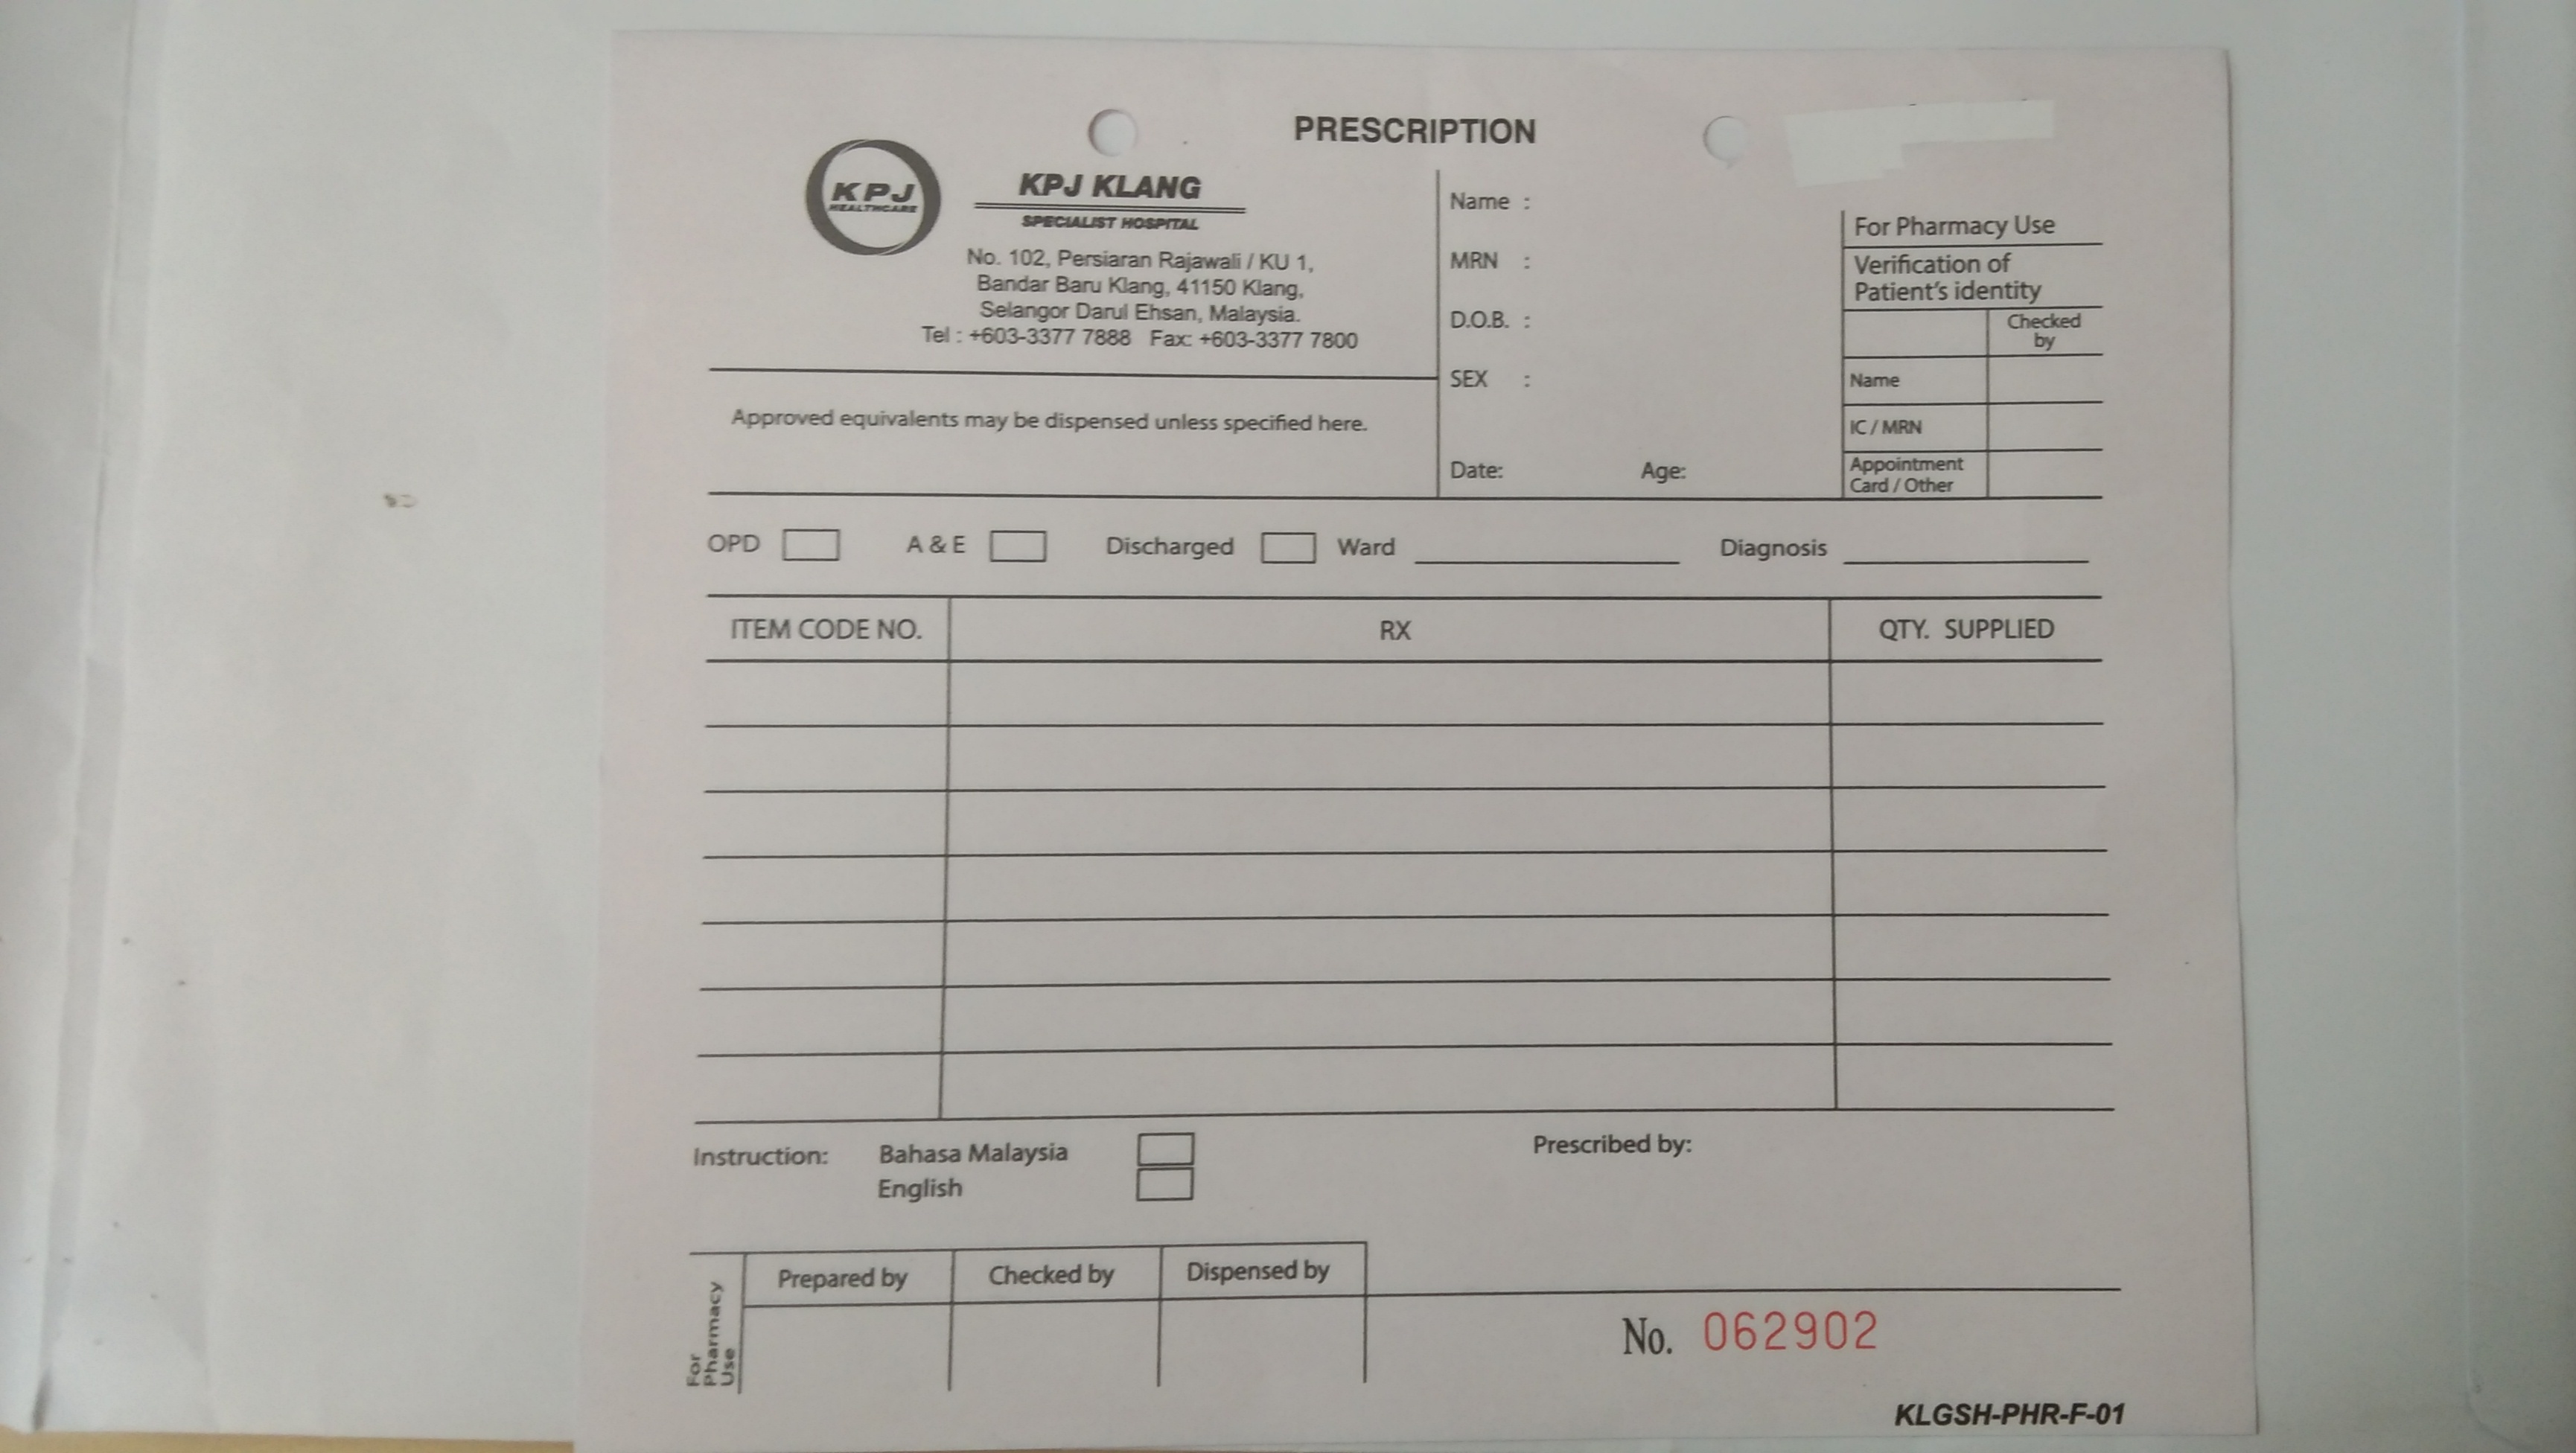 PRESCRIPTION
KPJ
HEALTHCARE
KPJ KLANG
SPECIALIST HOSPITAL
No. 102, Persiaran Rajawali / KU 1,
Bandar Baru Klang, 41150 Klang,
Selangor Darul Ehsan, Malaysia.
Tel : +603-3377 7888 Fax: +603-3377 7800
Approved equivalents may be dispensed unless specified here.
Name :
MRN :
D.O.B. :
SEX :
Date: Age:
For Pharmacy Use
Verification of
Patient's identity
Checked
by
Name
IC / MRN
Appointment
Card / Other
OPD A & E Discharged Ward Diagnosis
ITEM CODE NO. RX QTY. SUPPLIED
Instruction: Bahasa Malaysia
English
Prescribed by:
For
Pharmacy
Use
Prepared by Checked by Dispensed by
No. 062902
KLGSH-PHR-F-01